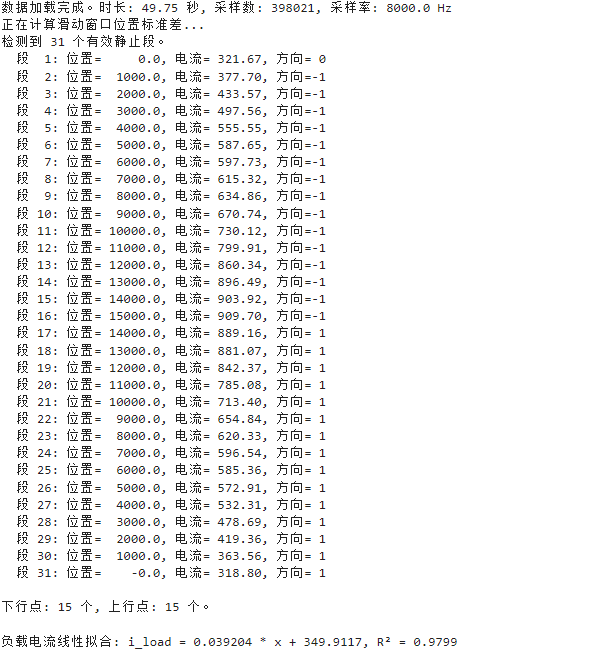 数据加载完成。时长: 49.75 秒, 采样数: 398021, 采样率: 8000.0 Hz
正在计算滑动窗口位置标准差...
检测到 31 个有效静止段。
  段  1: 位置=     0.0, 电流= 321.67, 方向= 0
  段  2: 位置=  1000.0, 电流= 377.70, 方向=-1
  段  3: 位置=  2000.0, 电流= 433.57, 方向=-1
  段  4: 位置=  3000.0, 电流= 497.56, 方向=-1
  段  5: 位置=  4000.0, 电流= 555.55, 方向=-1
  段  6: 位置=  5000.0, 电流= 587.65, 方向=-1
  段  7: 位置=  6000.0, 电流= 597.73, 方向=-1
  段  8: 位置=  7000.0, 电流= 615.32, 方向=-1
  段  9: 位置=  8000.0, 电流= 634.86, 方向=-1
  段 10: 位置=  9000.0, 电流= 670.74, 方向=-1
  段 11: 位置= 10000.0, 电流= 730.12, 方向=-1
  段 12: 位置= 11000.0, 电流= 799.91, 方向=-1
  段 13: 位置= 12000.0, 电流= 860.34, 方向=-1
  段 14: 位置= 13000.0, 电流= 896.49, 方向=-1
  段 15: 位置= 14000.0, 电流= 903.92, 方向=-1
  段 16: 位置= 15000.0, 电流= 909.70, 方向=-1
  段 17: 位置= 14000.0, 电流= 889.16, 方向= 1
  段 18: 位置= 13000.0, 电流= 881.07, 方向= 1
  段 19: 位置= 12000.0, 电流= 842.37, 方向= 1
  段 20: 位置= 11000.0, 电流= 785.08, 方向= 1
  段 21: 位置= 10000.0, 电流= 713.40, 方向= 1
  段 22: 位置=  9000.0, 电流= 654.84, 方向= 1
  段 23: 位置=  8000.0, 电流= 620.33, 方向= 1
  段 24: 位置=  7000.0, 电流= 596.54, 方向= 1
  段 25: 位置=  6000.0, 电流= 585.36, 方向= 1
  段 26: 位置=  5000.0, 电流= 572.91, 方向= 1
  段 27: 位置=  4000.0, 电流= 532.31, 方向= 1
  段 28: 位置=  3000.0, 电流= 478.69, 方向= 1
  段 29: 位置=  2000.0, 电流= 419.36, 方向= 1
  段 30: 位置=  1000.0, 电流= 363.56, 方向= 1
  段 31: 位置=    -0.0, 电流= 318.80, 方向= 1
下行点: 15 个, 上行点: 15 个。
负载电流线性拟合: i_load = 0.039204 * x + 349.9117, R² = 0.9799